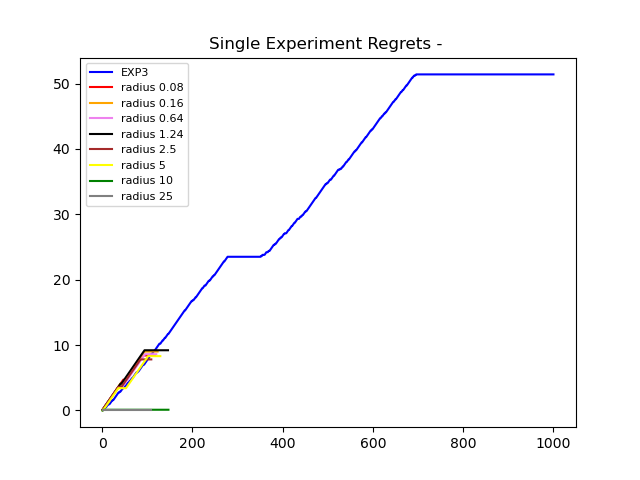 Single Experiment Regrets -
EXP3
radius 0.08
radius 0.16
radius 0.64
radius 1.24
radius 2.5
radius 5
radius 10
radius 25
50
40
30
20
10
0
0 200 400 600 800 1000